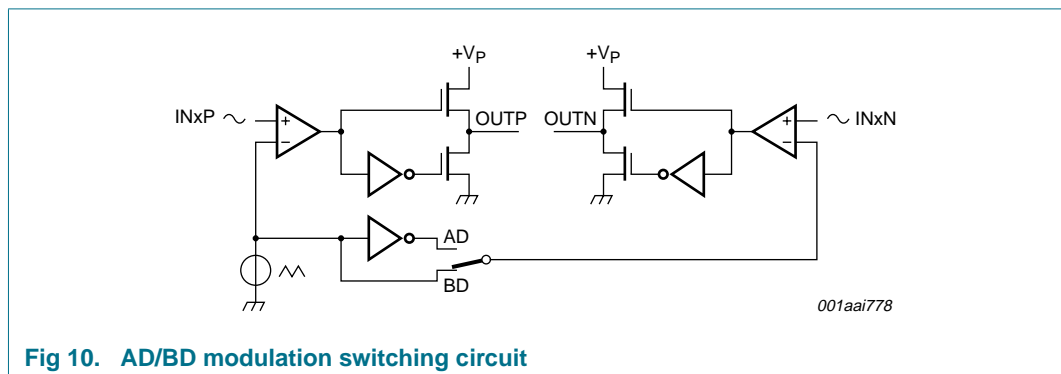 +VP +VP
INxP + − OUTP OUTN + − INxN
AD
BD
001aai778
Fig 10. AD/BD modulation switching circuit